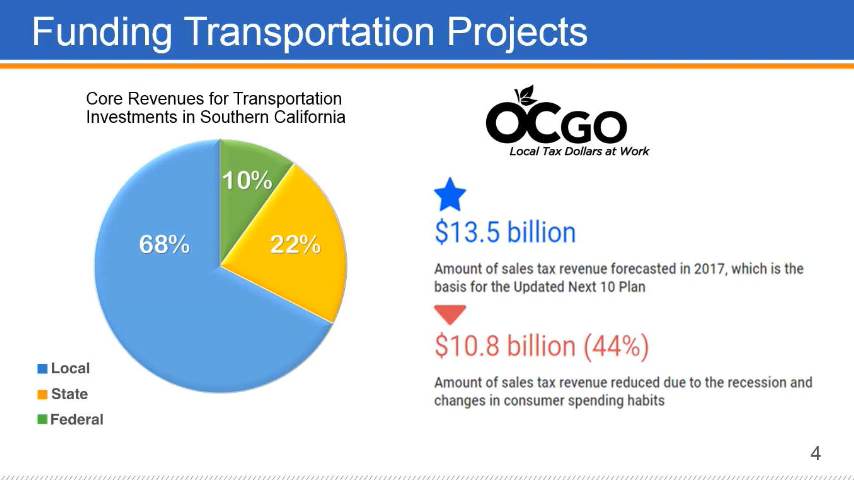 Funding Transportation Projects
Core Revenues for Transportation
Investments in Southern California
10%
68%
22%
Local
State
Federal
OCGO
Local Tax Dollars at Work
$13.5 billion
Amount of sales tax revenue forecasted in 2017, which is the
basis for the Updated Next 10 Plan
$10.8 billion (44%)
Amount of sales tax revenue reduced due to the recession and
changes in consumer spending habits
4